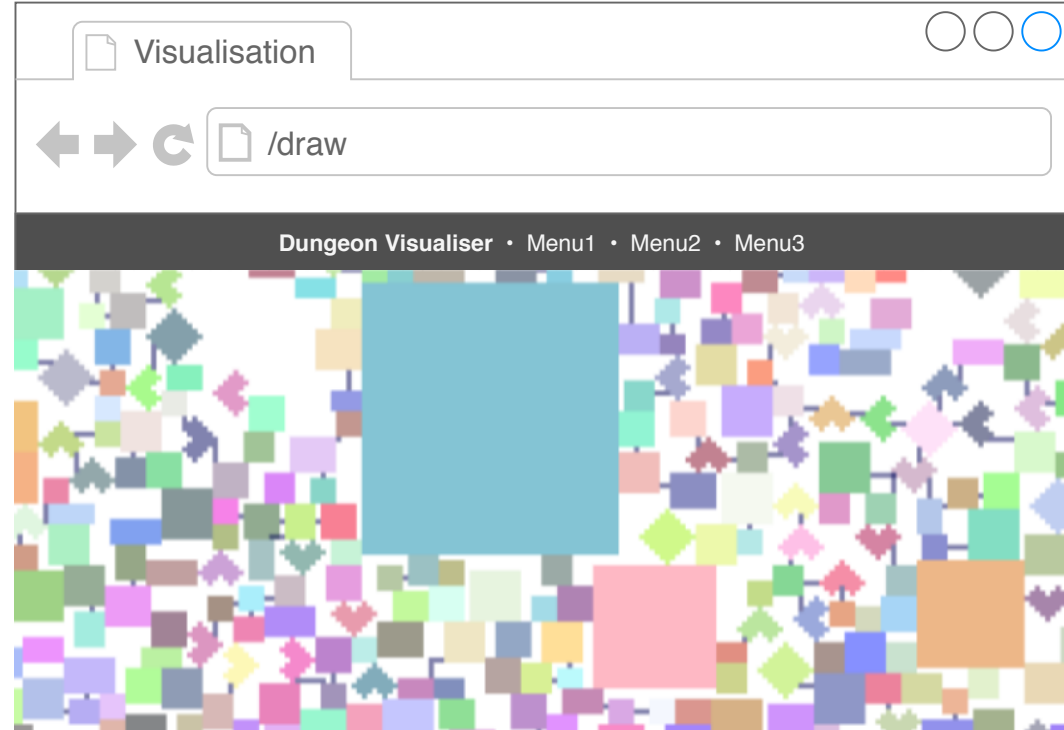 Visualisation
/draw
Dungeon Visualiser • Menu1 • Menu2 • Menu3